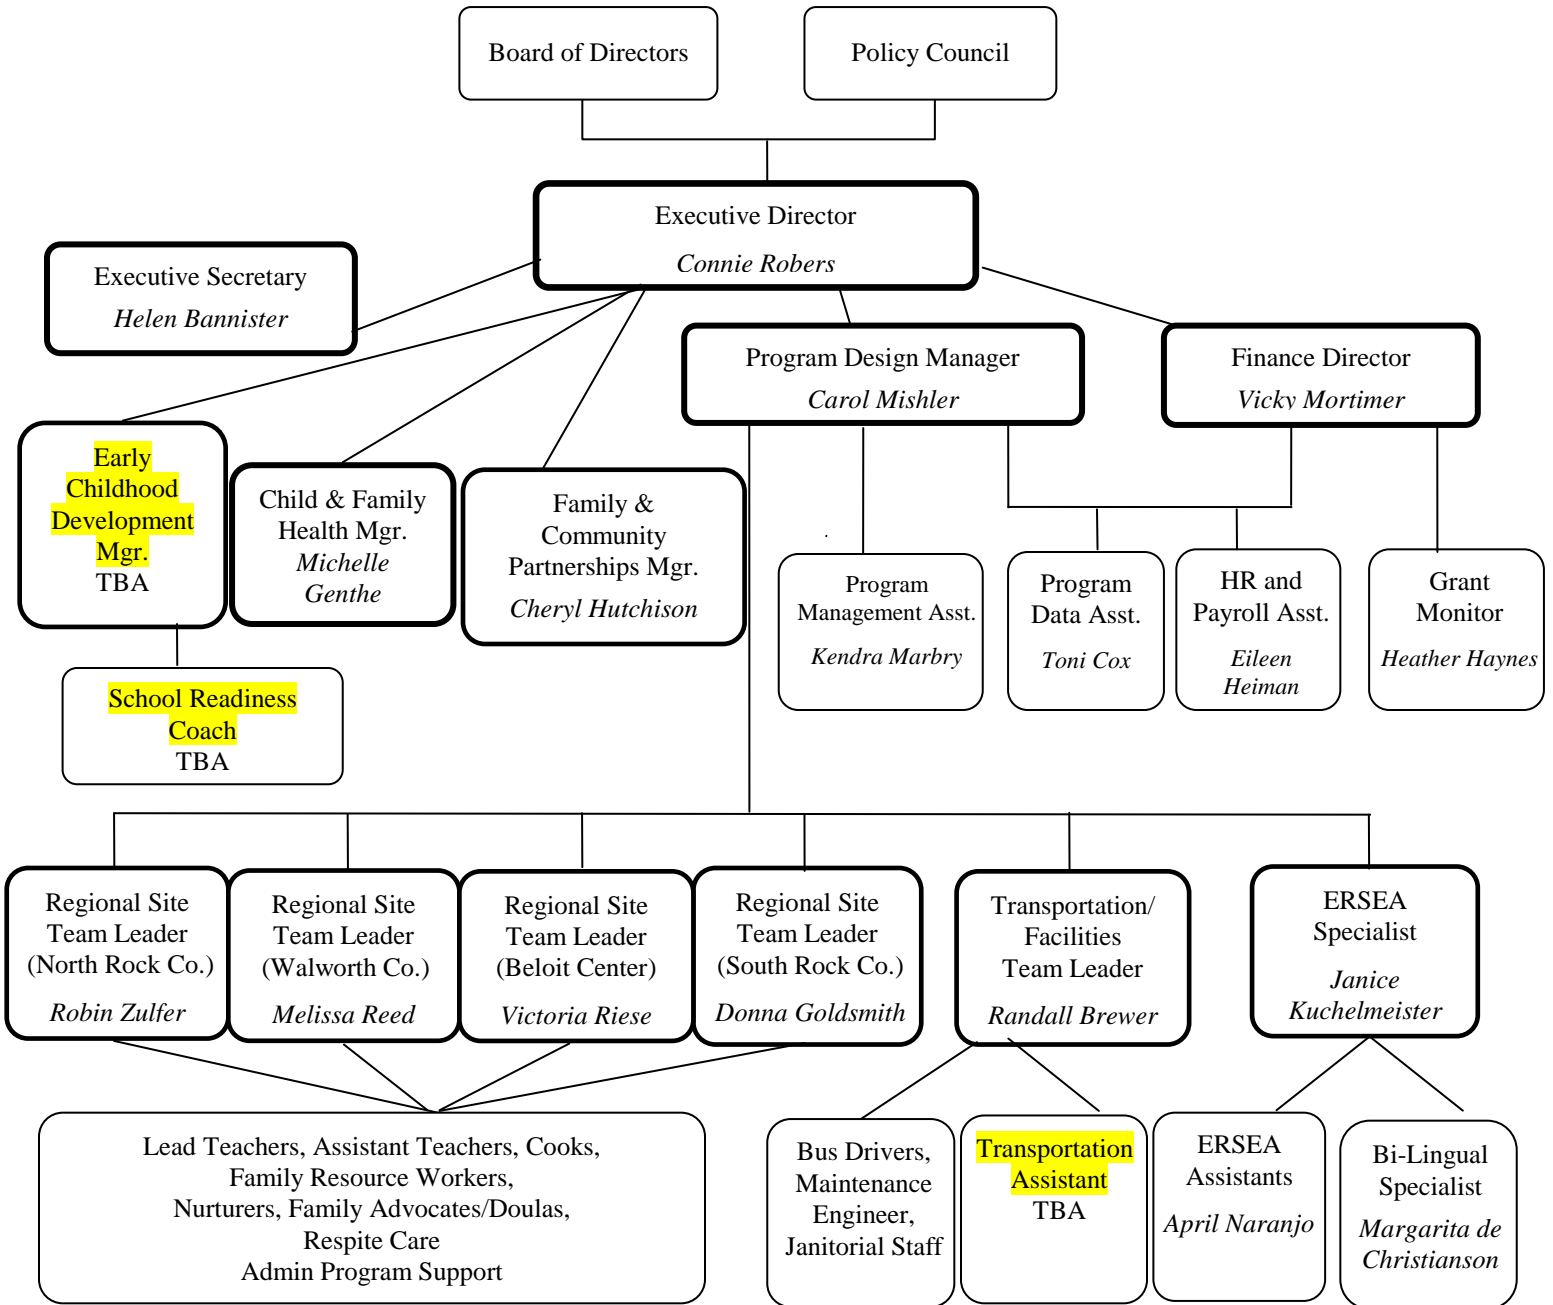 Board of Directors
Policy Council
Executive Director
Connie Robers
Executive Secretary
Helen Bannister
Program Design Manager
Carol Mishler
Finance Director
Vicky Mortimer
Early
Childhood
Development
Mgr.
TBA
Child & Family
Health Mgr.
Michelle
Genthe
Family &
Community
Partnerships Mgr.
Cheryl Hutchison
Program
Management Asst.
Kendra Marbry
Program
Data Asst.
Toni Cox
HR and
Payroll Asst.
Eileen
Heiman
Grant
Monitor
Heather Haynes
School Readiness
Coach
TBA
Regional Site
Team Leader
(North Rock Co.)
Robin Zulfer
Regional Site
Team Leader
(Walworth Co.)
Melissa Reed
Regional Site
Team Leader
(Beloit Center)
Victoria Riese
Regional Site
Team Leader
(South Rock Co.)
Donna Goldsmith
Transportation/
Facilities
Team Leader
Randall Brewer
ERSEA
Specialist
Janice
Kuchelmeister
Lead Teachers, Assistant Teachers, Cooks,
Family Resource Workers,
Nurturers, Family Advocates/Doulas,
Respite Care
Admin Program Support
Bus Drivers,
Maintenance
Engineer,
Janitorial Staff
Transportation
Assistant
TBA
ERSEA
Assistants
April Naranjo
Bi-Lingual
Specialist
Margarita de
Christianson